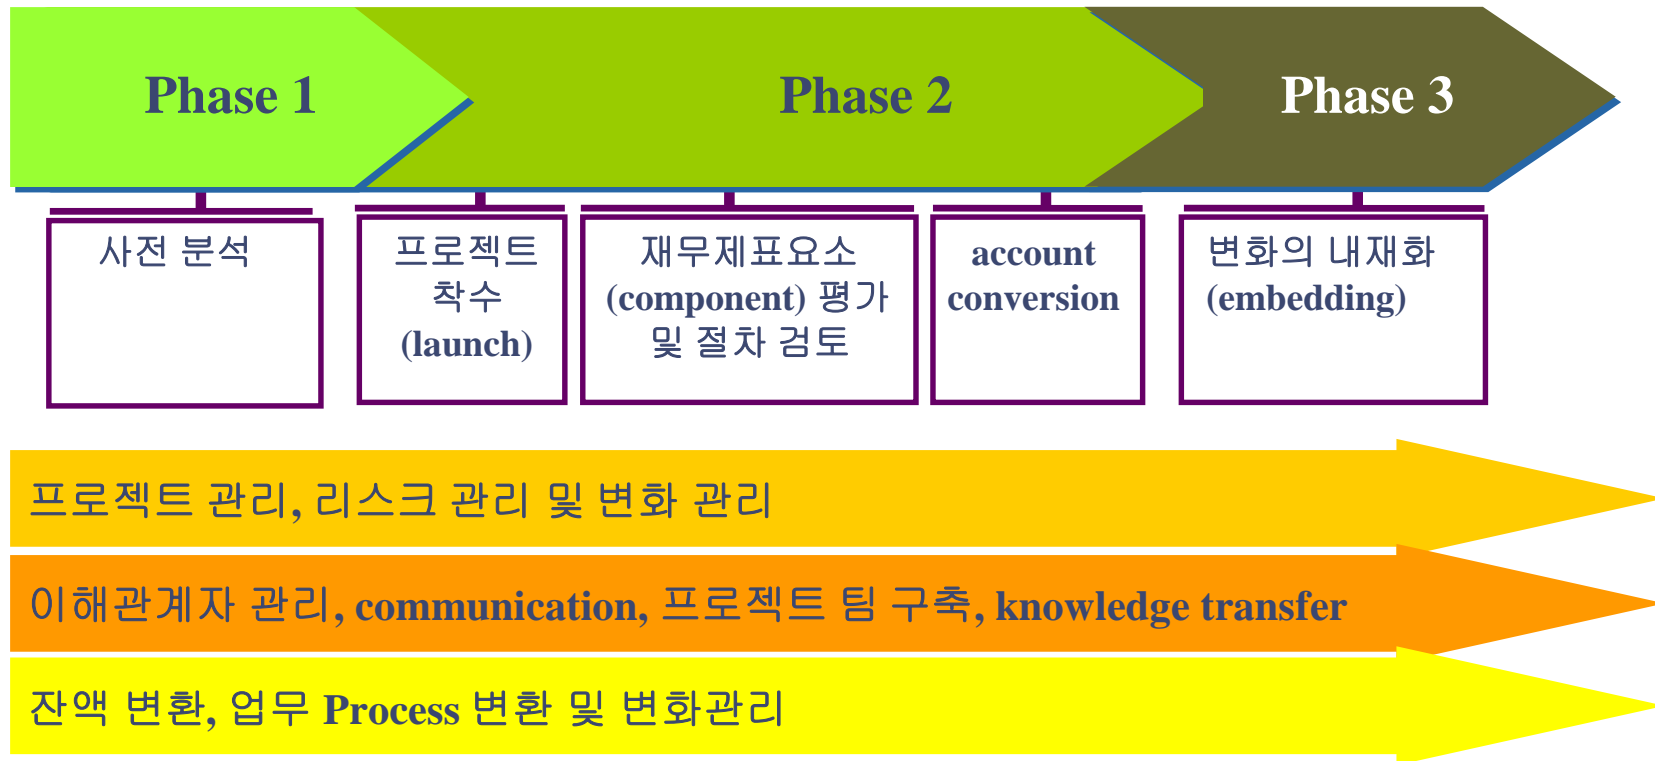 Phase 1
Phase 2
Phase 3
사전 분석
프로젝트
착수
(launch)
재무제표요소
(component) 평가
및 절차 검토
account
conversion
변화의 내재화
(embedding)
프로젝트 관리, 리스크 관리 및 변화 관리
이해관계자 관리, communication, 프로젝트 팀 구축, knowledge transfer
잔액 변환, 업무 Process 변환 및 변화관리